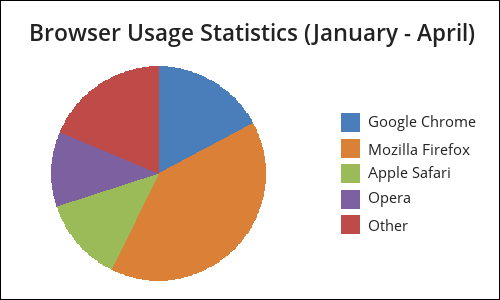 Browser Usage Statistics (January - April)
Google Chrome
Mozilla Firefox
Apple Safari
Opera
Other